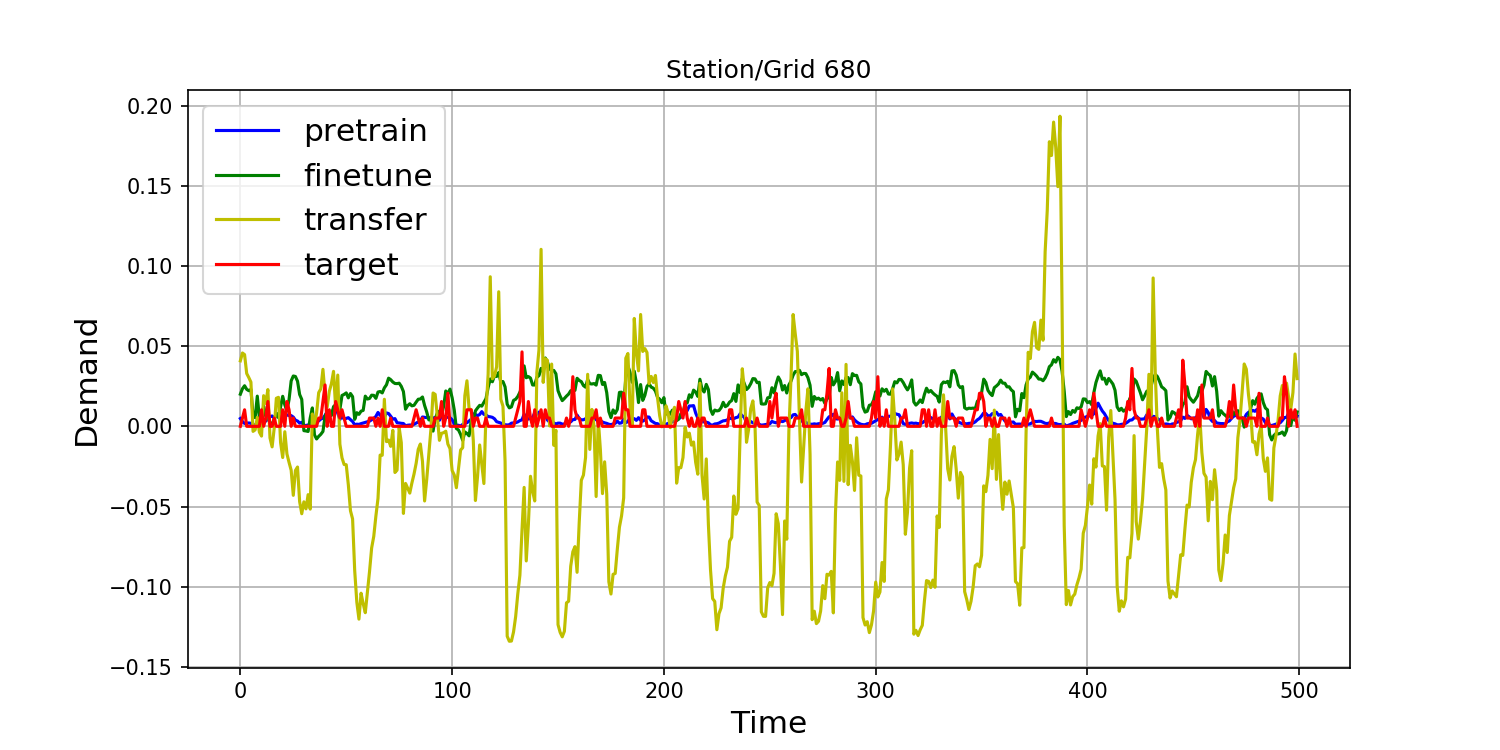 Station/Grid 680
0.20
0.15
0.10
0.05
0.00
−0.05
−0.10
−0.15
Demand
pretrain
finetune
transfer
target
0 100 200 300 400 500
Time